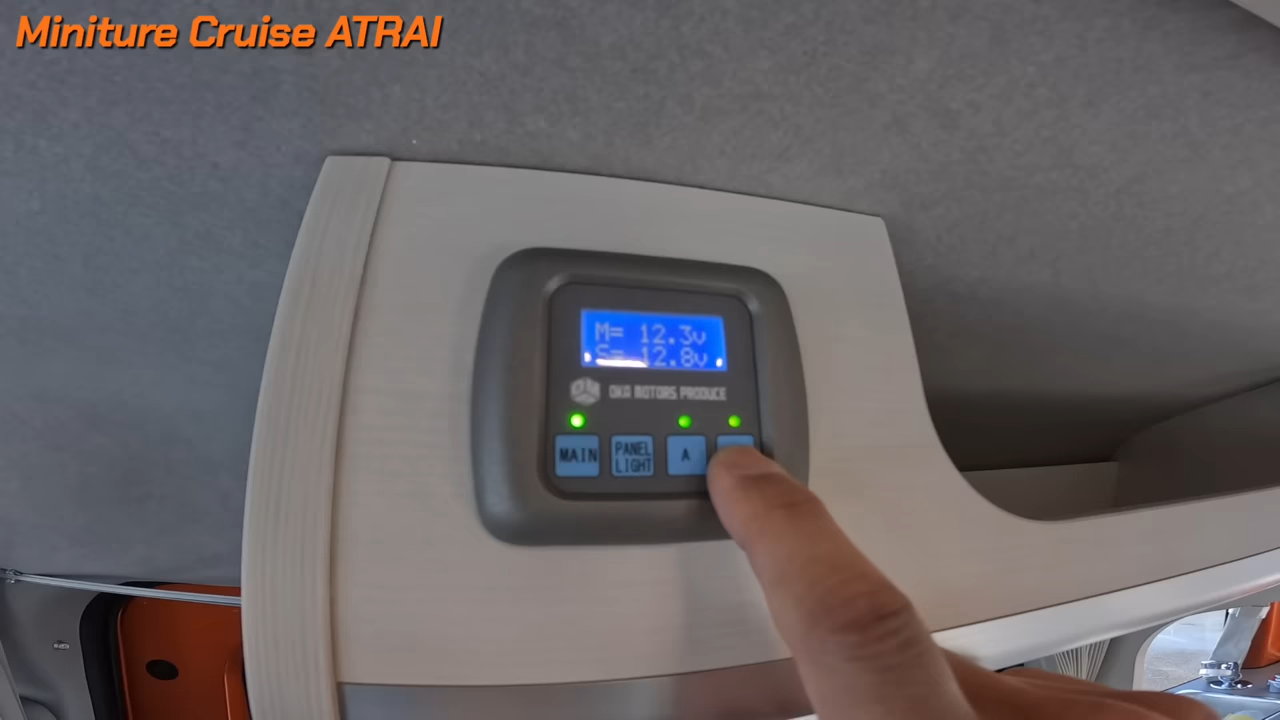 Miniture Cruise ATRAI
M= 12.3v
S= 12.8v
OKA MOTORS PRODUCE
MAIN
PANEL LIGHT
A